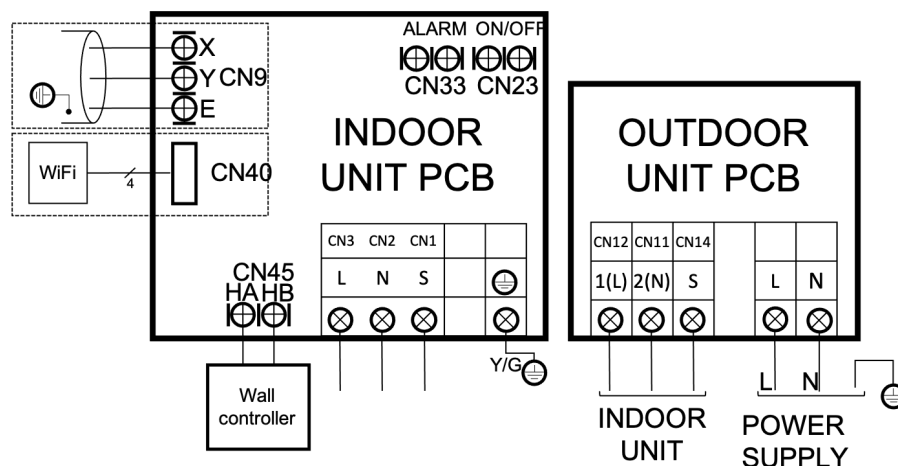 ALARM ON/OFF
X
Y CN9
E
CN33 CN23
INDOOR
UNIT PCB
OUTDOOR
UNIT PCB
WiFi
4
CN40
CN3 CN2 CN1
L N S
CN45
HA HB
Y/G
Wall
controller
CN12 CN11 CN14
1(L) 2(N) S
L N
L N
INDOOR
UNIT
POWER
SUPPLY